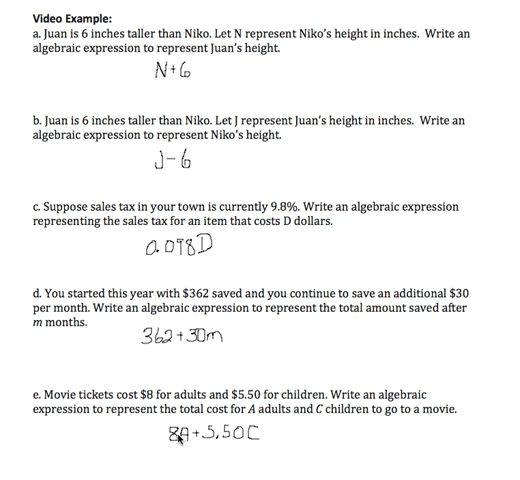 Video Example:
a. Juan is 6 inches taller than Niko. Let N represent Niko's height in inches.  Write an
algebraic expression to represent Juan's height.
N+6
b. Juan is 6 inches taller than Niko. Let J represent Juan's height in inches.  Write an
algebraic expression to represent Niko's height.
J-6
c. Suppose sales tax in your town is currently 9.8%. Write an algebraic expression
representing the sales tax for an item that costs D dollars.
0.098D
d. You started this year with $362 saved and you continue to save an additional $30
per month. Write an algebraic expression to represent the total amount saved after
m months.
362+30m
e. Movie tickets cost $8 for adults and $5.50 for children. Write an algebraic
expression to represent the total cost for A adults and C children to go to a movie.
8A+5.50C